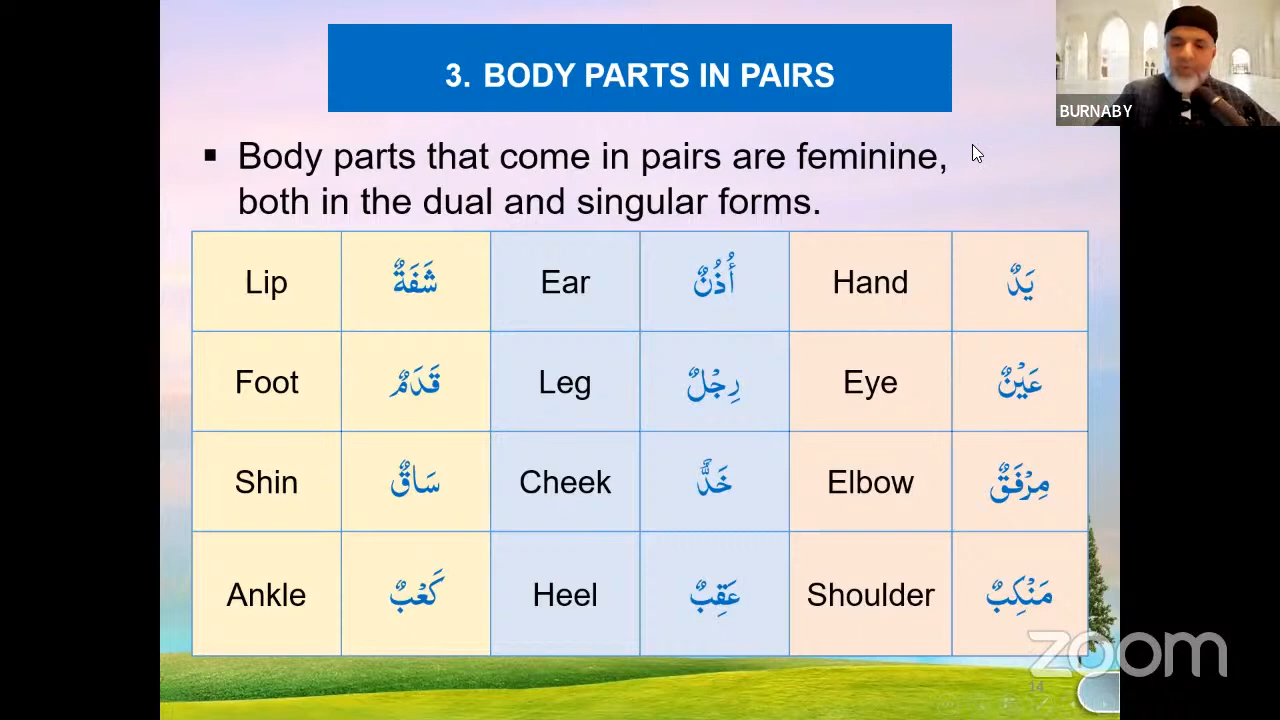 3. BODY PARTS IN PAIRS
BURNABY
▪ Body parts that come in pairs are feminine,
both in the dual and singular forms.
Lip شَفَةٌ Ear أُذُنٌ Hand يَدٌ
Foot قَدَمٌ Leg رِجْلٌ Eye عَيْنٌ
Shin سَاقٌ Cheek خَدٌّ Elbow مِرْفَقٌ
Ankle كَعْبٌ Heel عَقِبٌ Shoulder مَنْكِبٌ
zoom
14